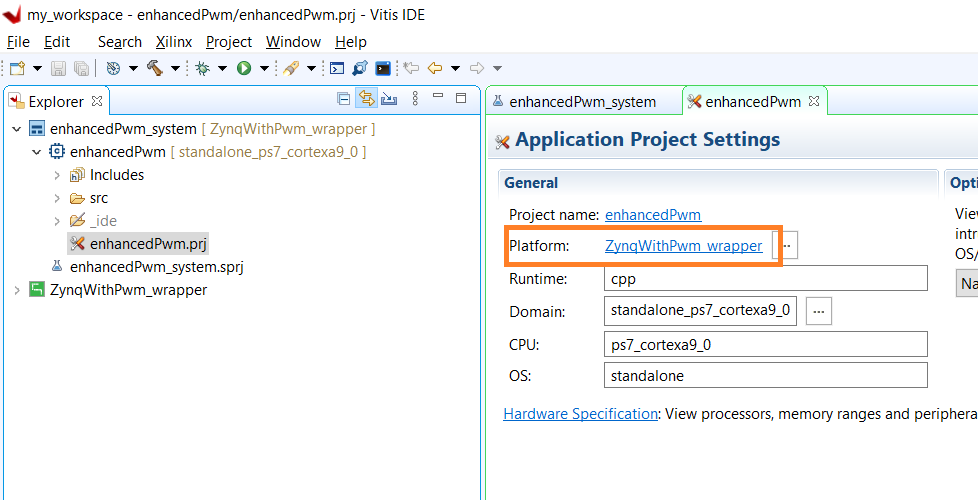 my_workspace - enhancedPwm/enhancedPwm.prj - Vitis IDE
File Edit Search Xilinx Project Window Help
Explorer
enhancedPwm_system [ ZynqWithPwm_wrapper ]
enhancedPwm [ standalone_ps7_cortexa9_0 ]
Includes
src
_ide
enhancedPwm.prj
enhancedPwm_system.sprj
ZynqWithPwm_wrapper
enhancedPwm_system enhancedPwm
Application Project Settings
General
Project name: enhancedPwm
Platform: ZynqWithPwm_wrapper ...
Runtime: cpp
Domain: standalone_ps7_cortexa9_0 ...
CPU: ps7_cortexa9_0
OS: standalone
Hardware Specification: View processors, memory ranges and periphera
Opti
Viev
intr
OS/
Na